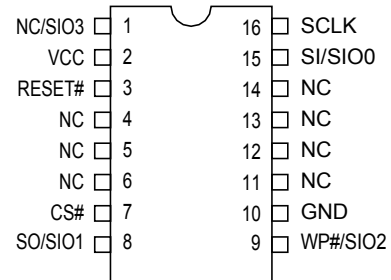 NC/SIO3 1 16 SCLK
VCC 2 15 SI/SIO0
RESET# 3 14 NC
NC 4 13 NC
NC 5 12 NC
NC 6 11 NC
CS# 7 10 GND
SO/SIO1 8 9 WP#/SIO2